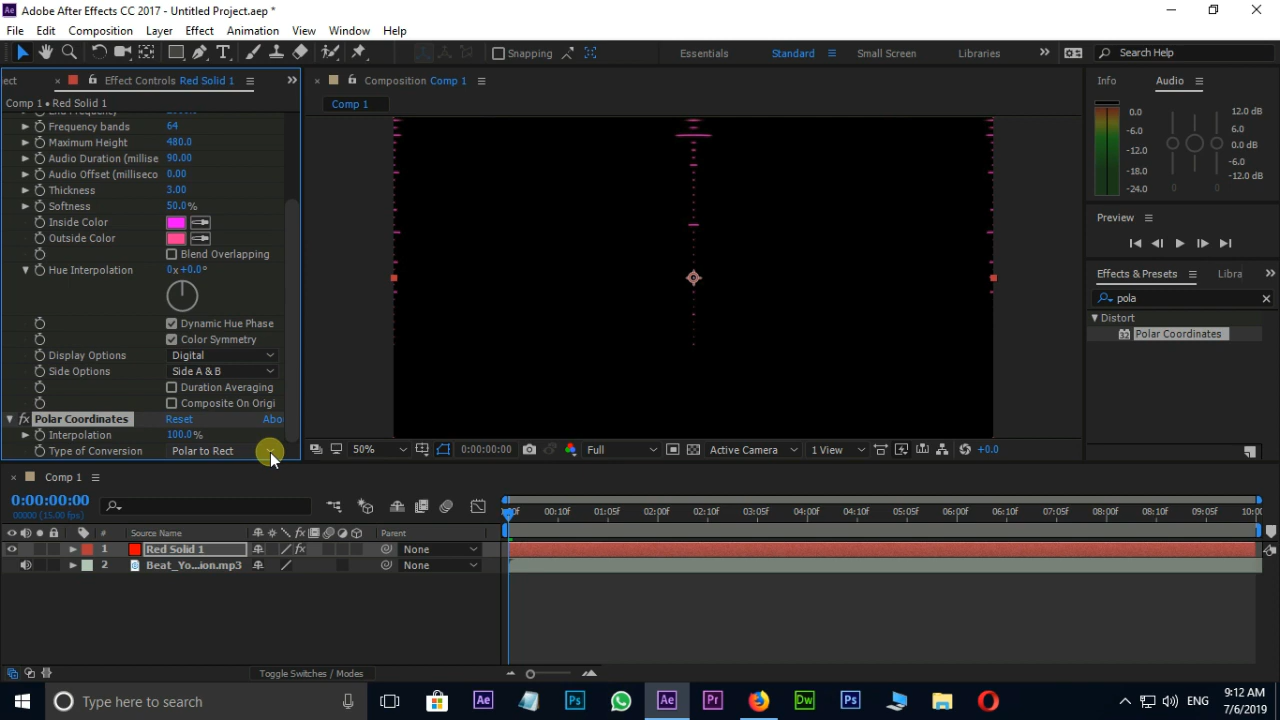 Adobe After Effects CC 2017 - Untitled Project.aep *
File Edit Composition Layer Effect Animation View Window Help
Snapping Essentials Standard Small Screen Libraries Search Help
ect Effect Controls Red Solid 1 Composition Comp 1 Info Audio
Comp 1 • Red Solid 1 Comp 1
Frequency bands 64
Maximum Height 480.0
Audio Duration (millise 90.00
Audio Offset (milliseco 0.00
Thickness 3.00
Softness 50.0%
Inside Color
Outside Color
Blend Overlapping
Hue Interpolation 0x+0.0°
Dynamic Hue Phase
Color Symmetry
Display Options Digital
Side Options Side A & B
Duration Averaging
Composite On Origi
Polar Coordinates Reset Abo
Interpolation 100.0%
Type of Conversion Polar to Rect
0.0
-6.0
-12.0
-18.0
-24.0
12.0 dB
6.0
0.0 dB
-6.0
-12.0 dB
Preview
Effects & Presets Libra
pola
Distort
32 Polar Coordinates
50% 0:00:00:00 Full Active Camera 1 View +0.0
Comp 1
0:00:00:00
00000 (15.00 fps)
00:10f 01:05f 02:00f 02:10f 03:05f 04:00f 04:10f 05:05f 06:00f 06:10f 07:05f 08:00f 08:10f 09:05f 10:00
# Source Name Parent
1 Red Solid 1 fx None
2 Beat_Yo...ion.mp3 None
Toggle Switches / Modes
Type here to search
ENG
9:12 AM
7/6/2019